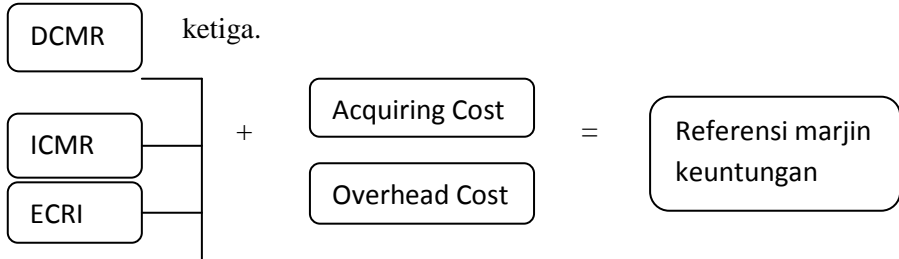 ketiga.
DCMR
ICMR
ECRI
+
Acquiring Cost
Overhead Cost
=
Referensi marjin
keuntungan